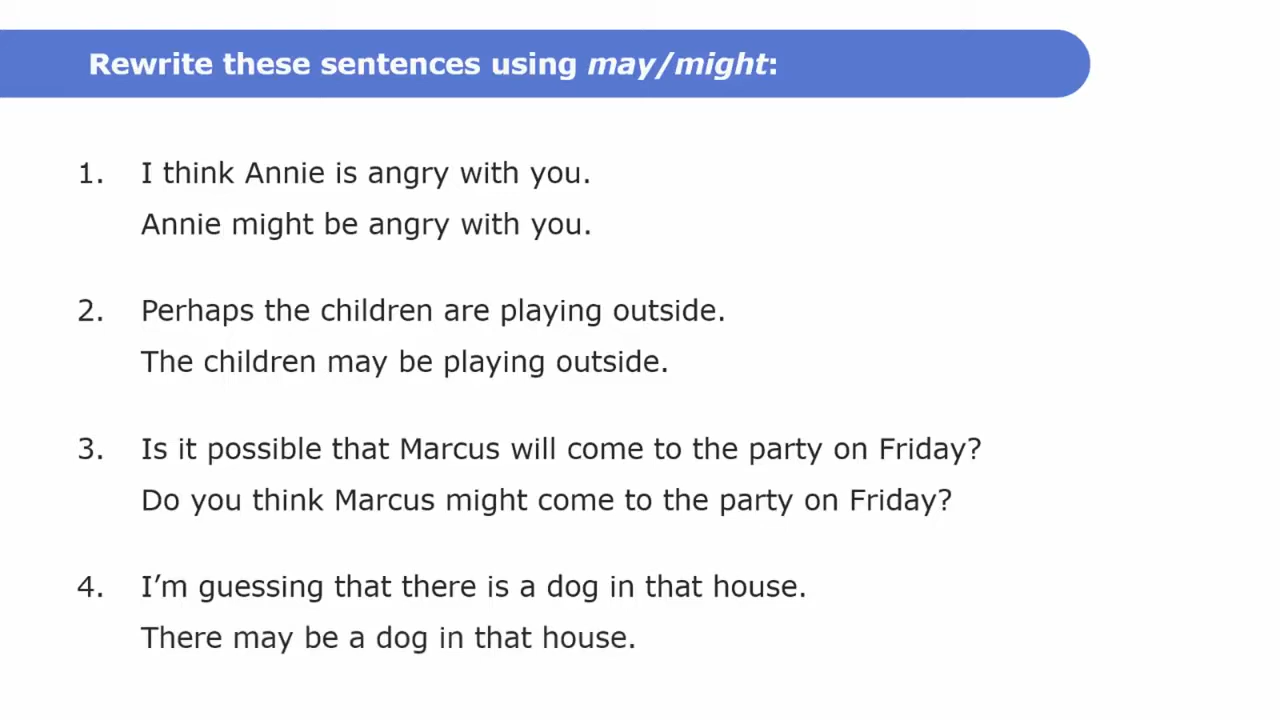 Rewrite these sentences using may/might:
1. I think Annie is angry with you.
Annie might be angry with you.
2. Perhaps the children are playing outside.
The children may be playing outside.
3. Is it possible that Marcus will come to the party on Friday?
Do you think Marcus might come to the party on Friday?
4. I’m guessing that there is a dog in that house.
There may be a dog in that house.